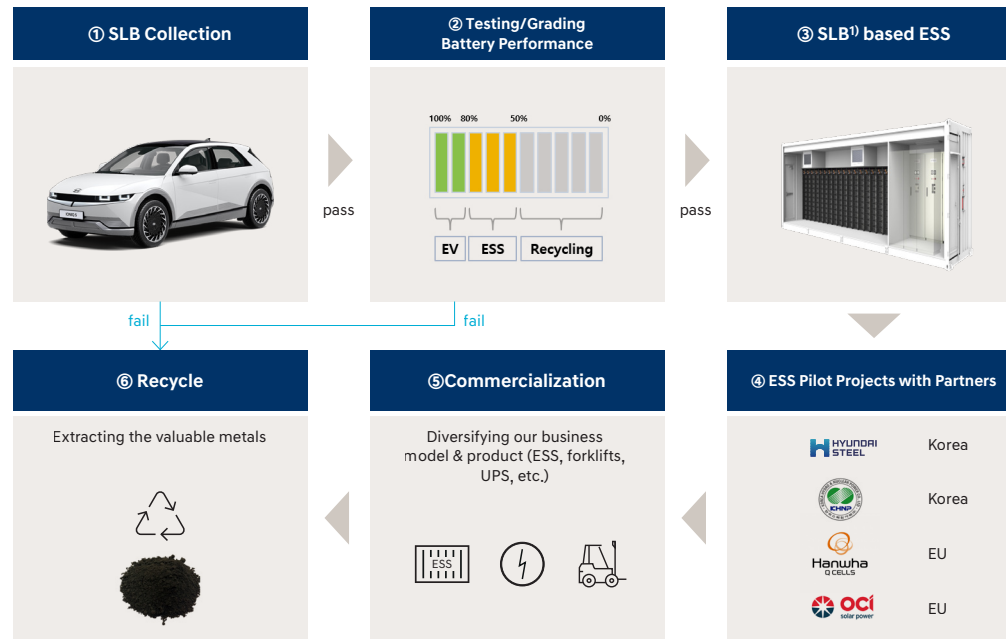 ① SLB Collection
② Testing/Grading
Battery Performance
③ SLB¹⁾ based ESS
100% 80% 50% 0%
EV ESS Recycling
pass
pass
fail
fail
⑥ Recycle
Extracting the valuable metals
⑤Commercialization
Diversifying our business
model & product (ESS, forklifts,
UPS, etc.)
ESS
④ ESS Pilot Projects with Partners
HYUNDAI
STEEL
Korea
KHNP
Korea
Hanwha
Q CELLS
EU
OCI
solar power
EU